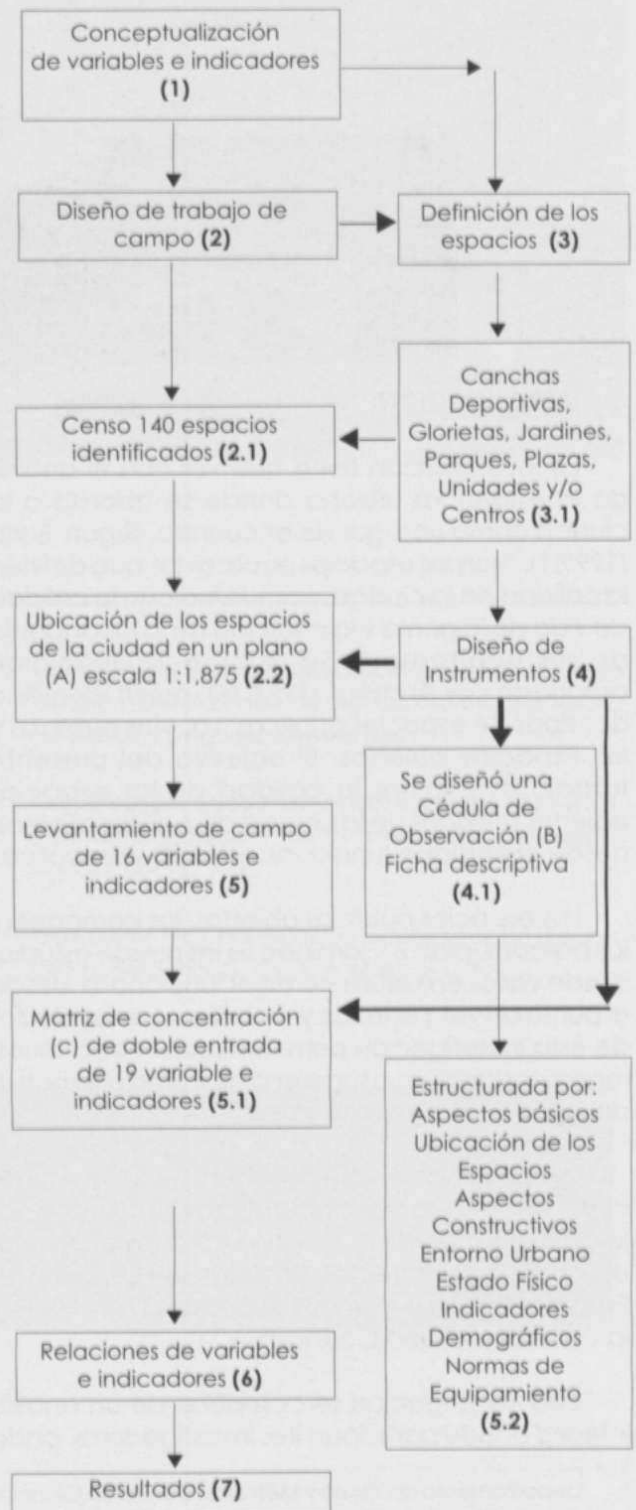 Conceptualización
de variables e indicadores
(1)
Diseño de trabajo de
campo (2)
Definición de los
espacios (3)
Censo 140 espacios
identificados (2.1)
Canchas
Deportivas,
Glorietas, Jardines,
Parques, Plazas,
Unidades y/o
Centros (3.1)
Ubicación de los espacios
de la ciudad en un plano
(A) escala 1:1,875 (2.2)
Diseño de
Instrumentos (4)
Levantamiento de campo
de 16 variables e
indicadores (5)
Se diseñó una
Cédula de
Observación (B)
Ficha descriptiva
(4.1)
Matriz de concentración
(c) de doble entrada
de 19 variable e
indicadores (5.1)
Estructurada por:
Aspectos básicos
Ubicación de los
Espacios
Aspectos
Constructivos
Entorno Urbano
Estado Físico
Indicadores
Demográficos
Normas de
Equipamiento
(5.2)
Relaciones de variables
e indicadores (6)
Resultados (7)